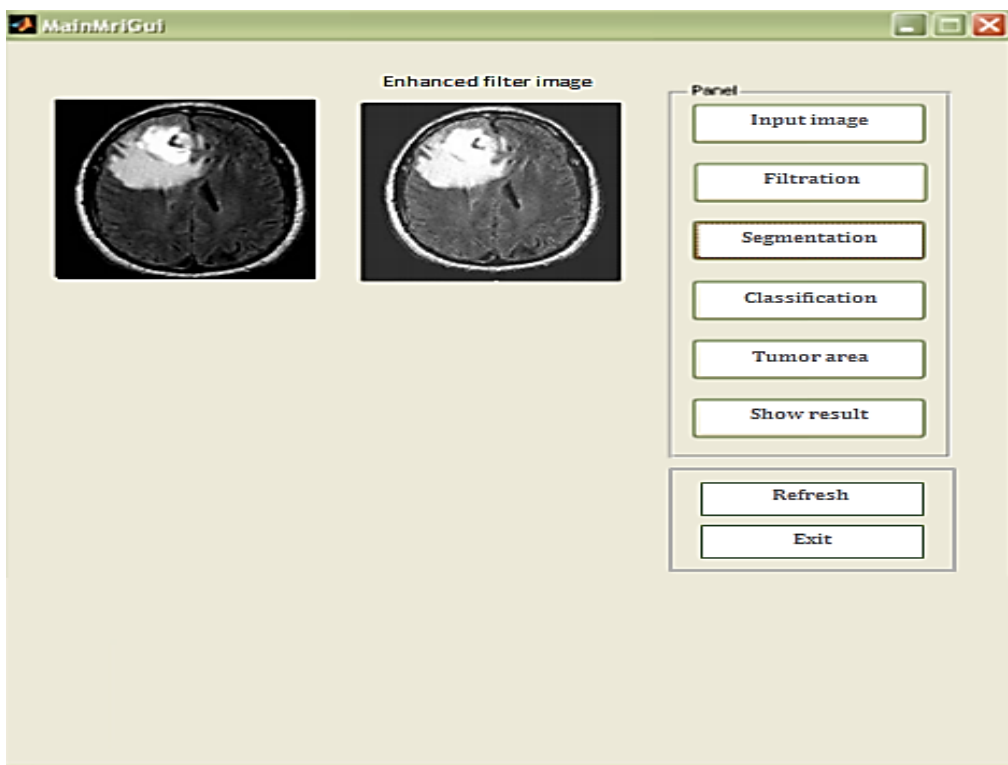 MainMriGui
Enhanced filter image
Panel
Input image
Filtration
Segmentation
Classification
Tumor area
Show result
Refresh
Exit